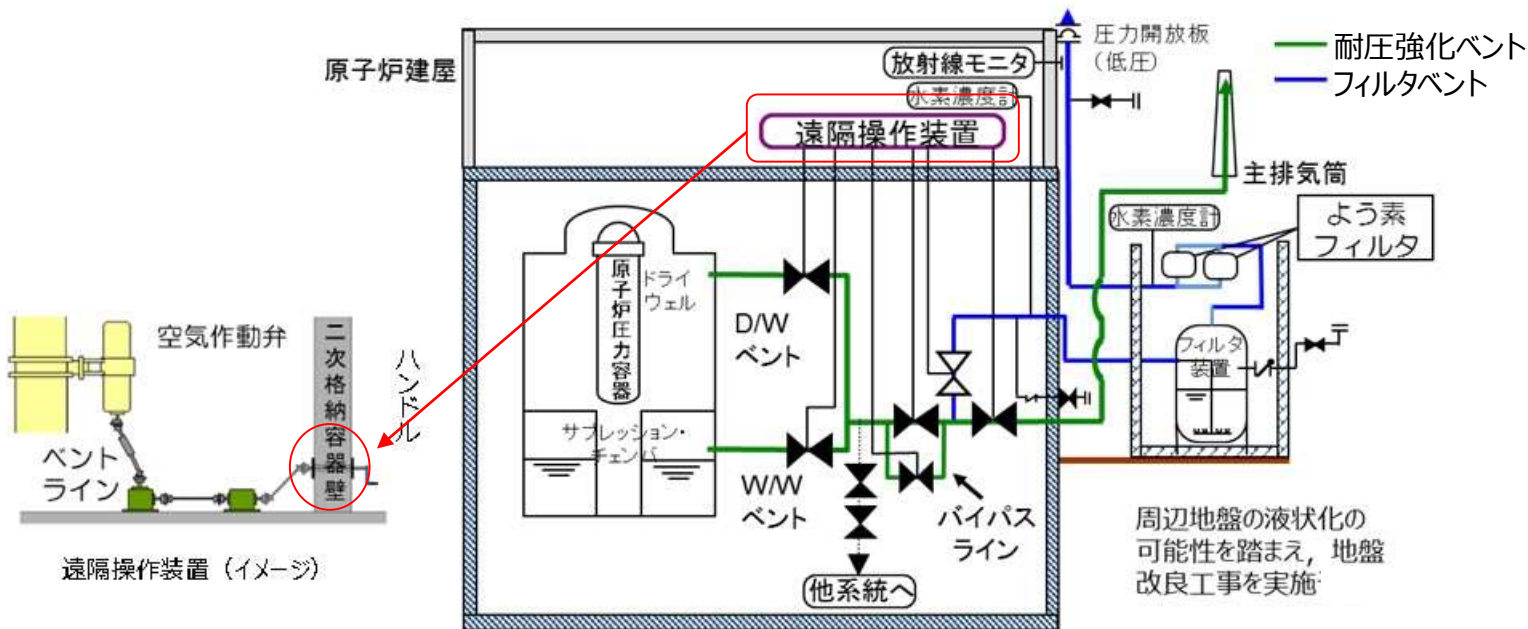 原子炉建屋
放射線モニタ
水素濃度計
遠隔操作装置
圧力開放板
(低圧)
耐圧強化ベント
フィルタベント
主排気筒
水素濃度計
よう素
フィルタ
ドライ
ウェル
原子炉圧力容器
D/W
ベント
サプレッション・
チェンバ
W/W
ベント
バイパス
ライン
他系統へ
フィルタ
装置
周辺地盤の液状化の
可能性を踏まえ，地盤
改良工事を実施
空気作動弁
二次格納容器壁
ハンドル
ベント
ライン
遠隔操作装置（イメージ）